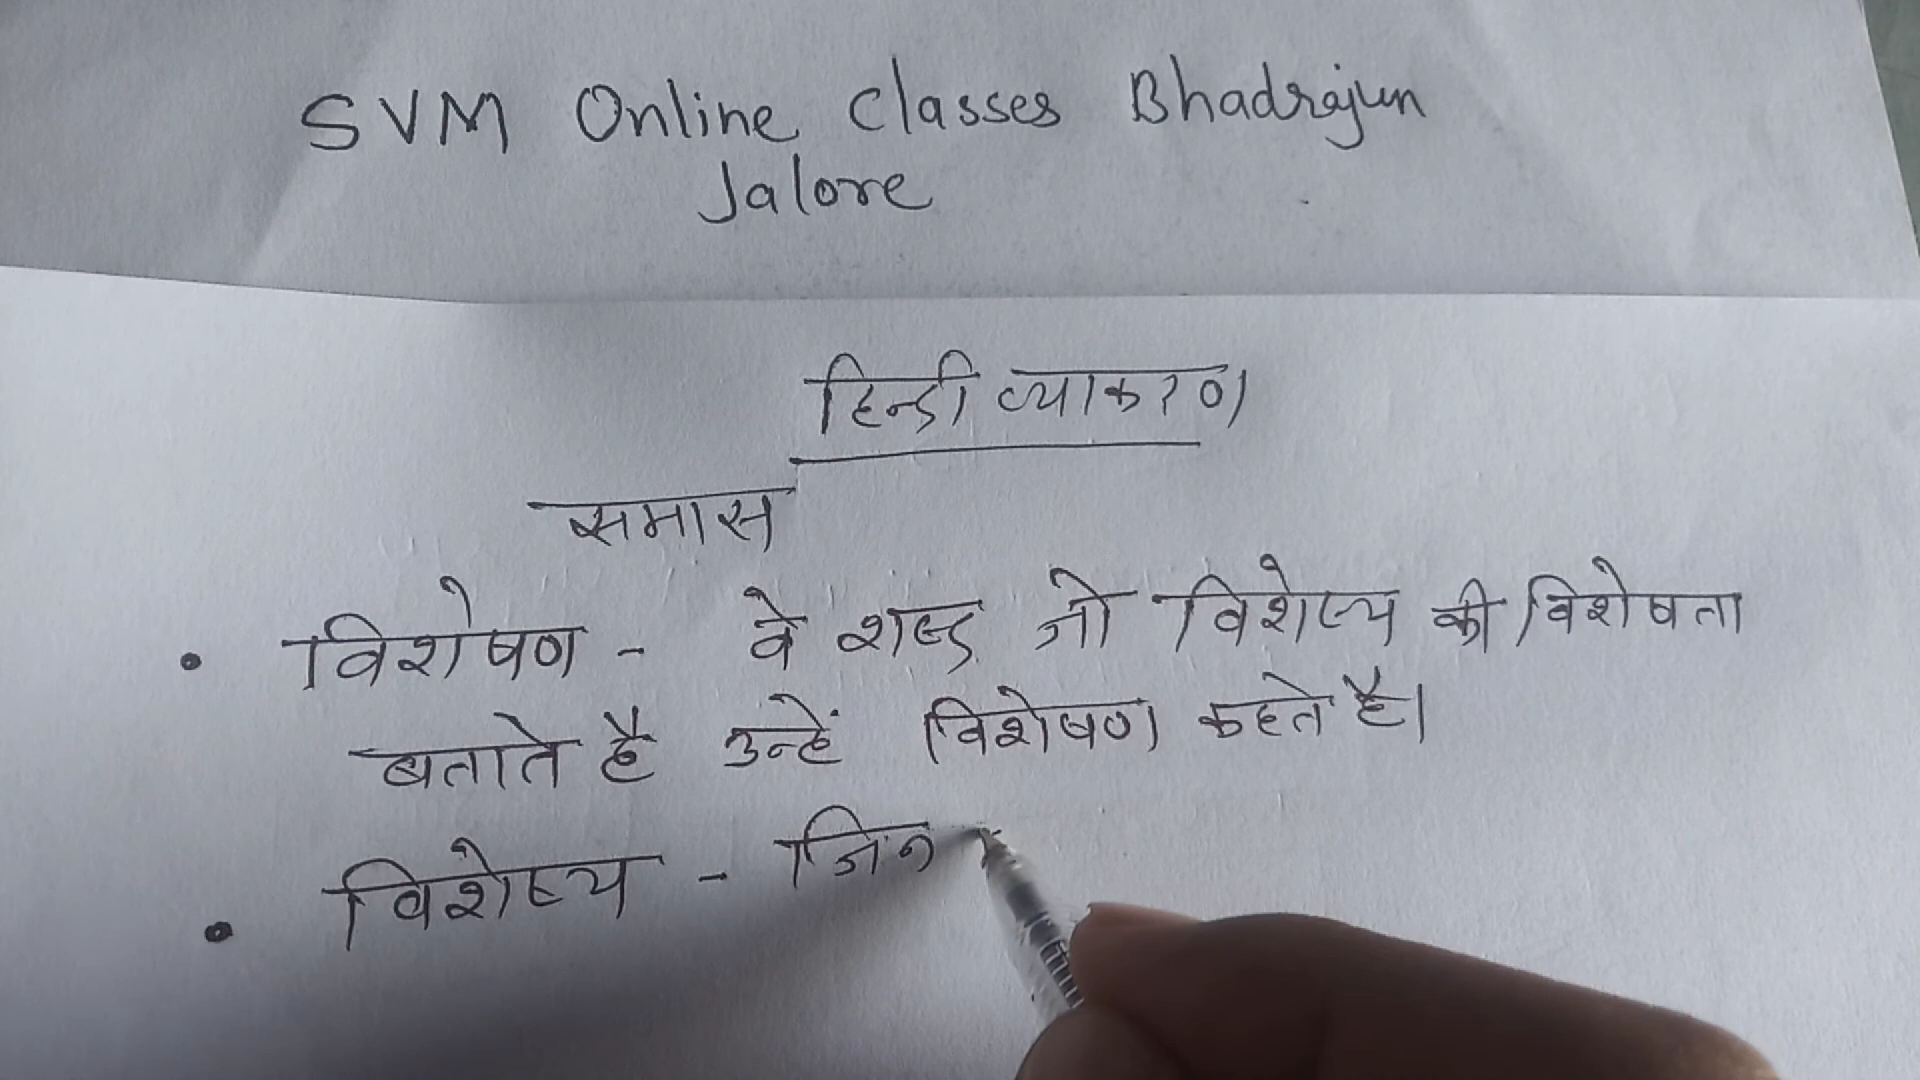 SVM Online Classes Bhadrajun
Jalore
हिन्दी व्याकरण
समास
• विशेषण - वे शब्द जो विशेष्य की विशेषता
बताते है उन्हें विशेषण कहते है।
• विशेष्य - जिन